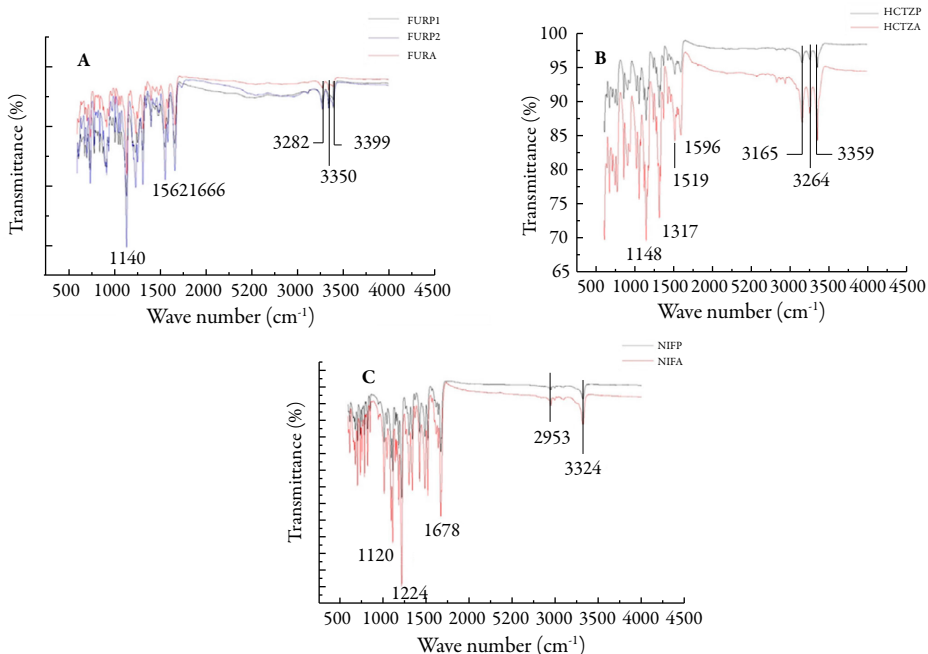 FURP1
FURP2
FURA
A
Transmittance (%)
3282 3399
3350
15621666
1140
500 1000 1500 2000 2500 3000 3500 4000 4500
Wave number (cm-1)
HCTZP
HCTZA
B
Transmittance (%)
100
95
90
85
80
75
70
65
1596
1519
3165 3359
3264
1317
1148
500 1000 1500 2000 2500 3000 3500 4000 4500
Wave number (cm-1)
NIFP
NIFA
C
Transmittance (%)
2953
3324
1678
1120
1224
500 1000 1500 2000 2500 3000 3500 4000 4500
Wave number (cm-1)